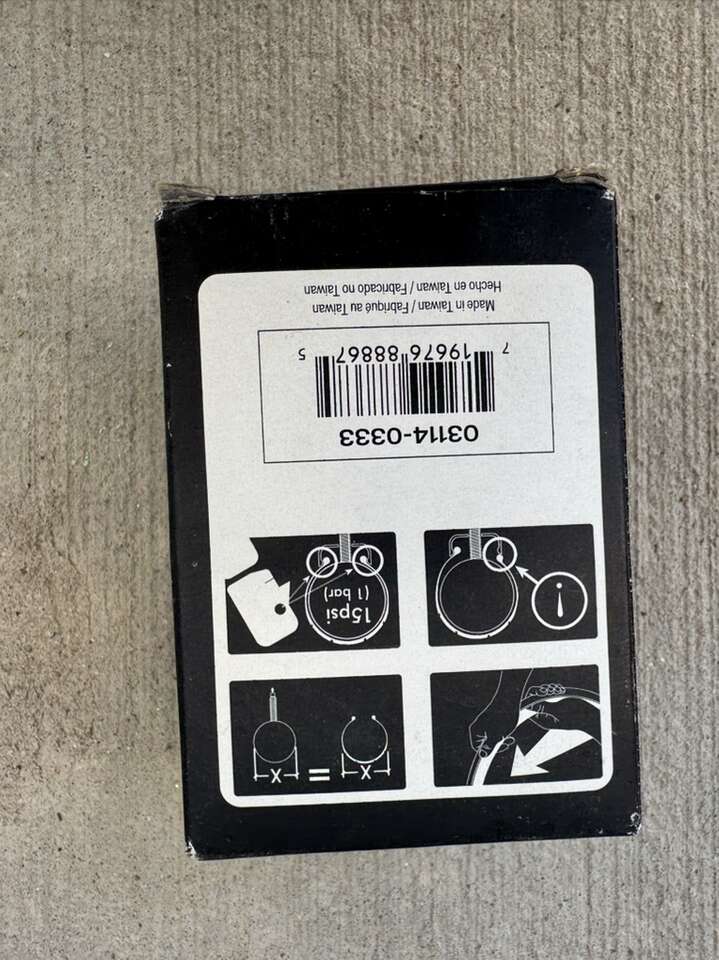 X = X
!
15psi
(1 bar)
03114-0333
7 19676 88867 5
Made in Taiwan / Fabriqué au Taiwan
Hecho en Taiwan / Fabricado no Taiwan